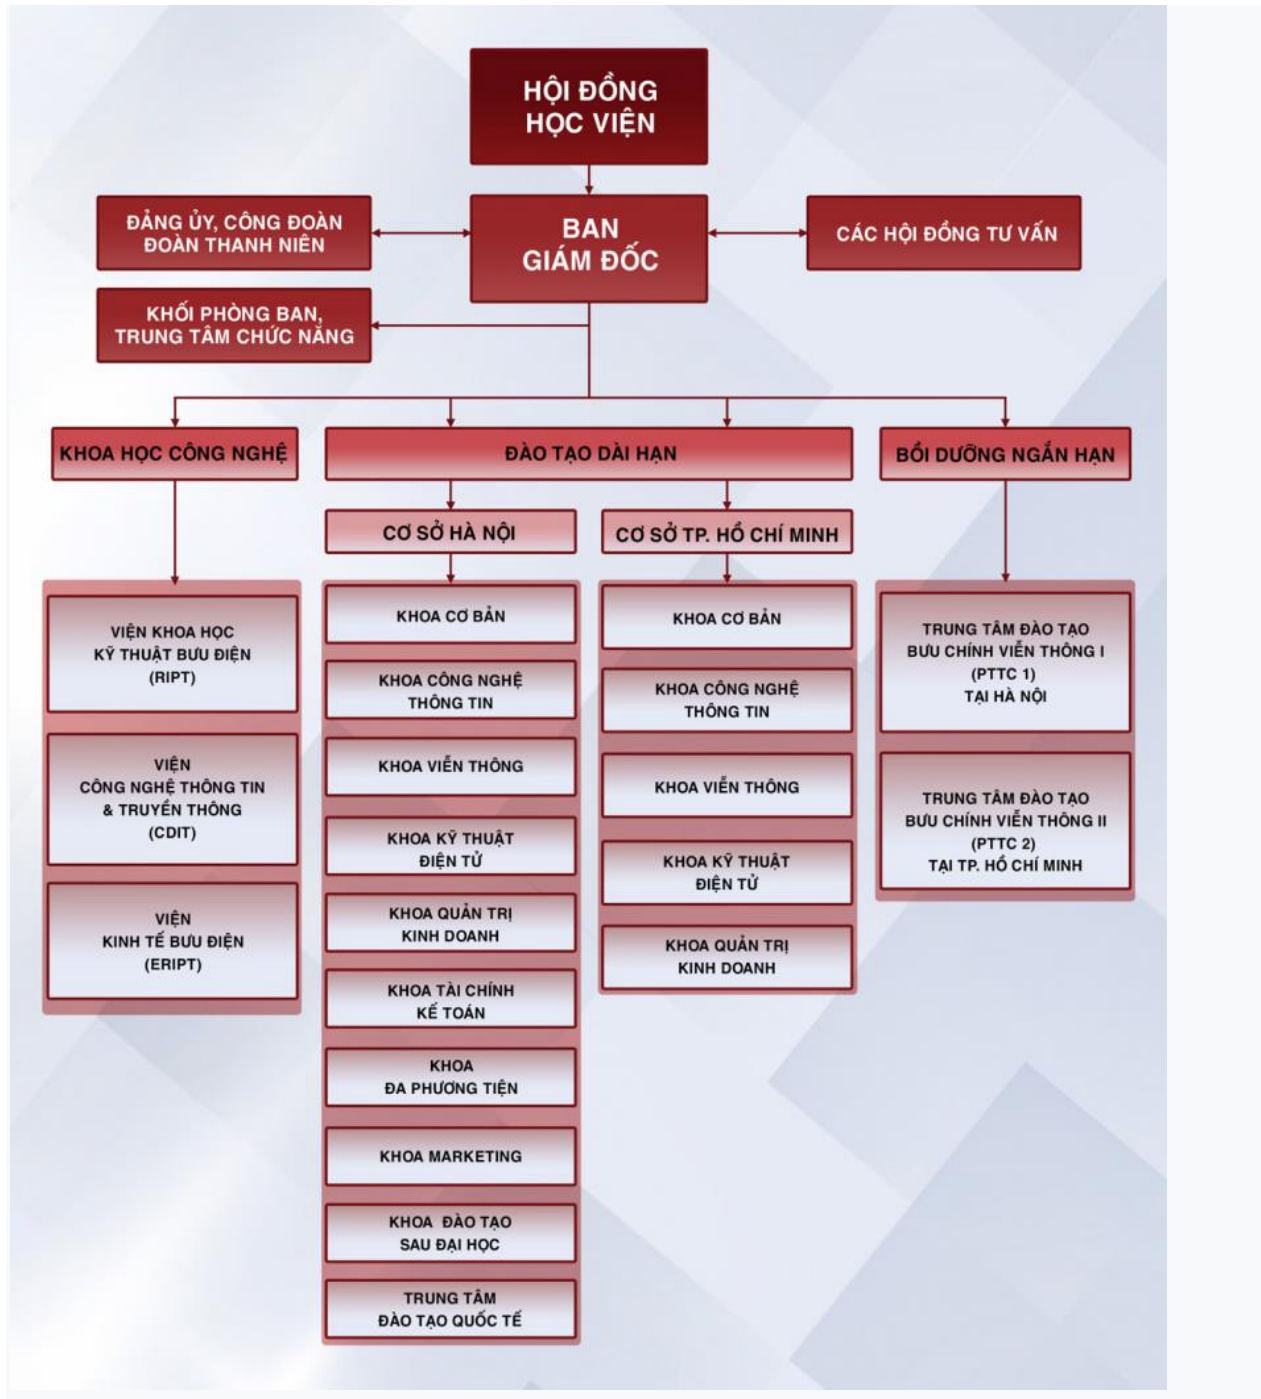 HỘI ĐỒNG
HỌC VIỆN
ĐẢNG ỦY, CÔNG ĐOÀN
ĐOÀN THANH NIÊN
BAN
GIÁM ĐỐC
CÁC HỘI ĐỒNG TƯ VẤN
KHỐI PHÒNG BAN,
TRUNG TÂM CHỨC NĂNG
KHOA HỌC CÔNG NGHỆ
ĐÀO TẠO DÀI HẠN
BỒI DƯỠNG NGẮN HẠN
CƠ SỞ HÀ NỘI
CƠ SỞ TP. HỒ CHÍ MINH
VIỆN KHOA HỌC
KỸ THUẬT BƯU ĐIỆN
(RIPT)
VIỆN
CÔNG NGHỆ THÔNG TIN
& TRUYỀN THÔNG
(CDIT)
VIỆN
KINH TẾ BƯU ĐIỆN
(ERIPT)
KHOA CƠ BẢN
KHOA CÔNG NGHỆ
THÔNG TIN
KHOA VIỄN THÔNG
KHOA KỸ THUẬT
ĐIỆN TỬ
KHOA QUẢN TRỊ
KINH DOANH
KHOA TÀI CHÍNH
KẾ TOÁN
KHOA
ĐA PHƯƠNG TIỆN
KHOA MARKETING
KHOA ĐÀO TẠO
SAU ĐẠI HỌC
TRUNG TÂM
ĐÀO TẠO QUỐC TẾ
KHOA CƠ BẢN
KHOA CÔNG NGHỆ
THÔNG TIN
KHOA VIỄN THÔNG
KHOA KỸ THUẬT
ĐIỆN TỬ
KHOA QUẢN TRỊ
KINH DOANH
TRUNG TÂM ĐÀO TẠO
BƯU CHÍNH VIỄN THÔNG I
(PTTC 1)
TẠI HÀ NỘI
TRUNG TÂM ĐÀO TẠO
BƯU CHÍNH VIỄN THÔNG II
(PTTC 2)
TẠI TP. HỒ CHÍ MINH